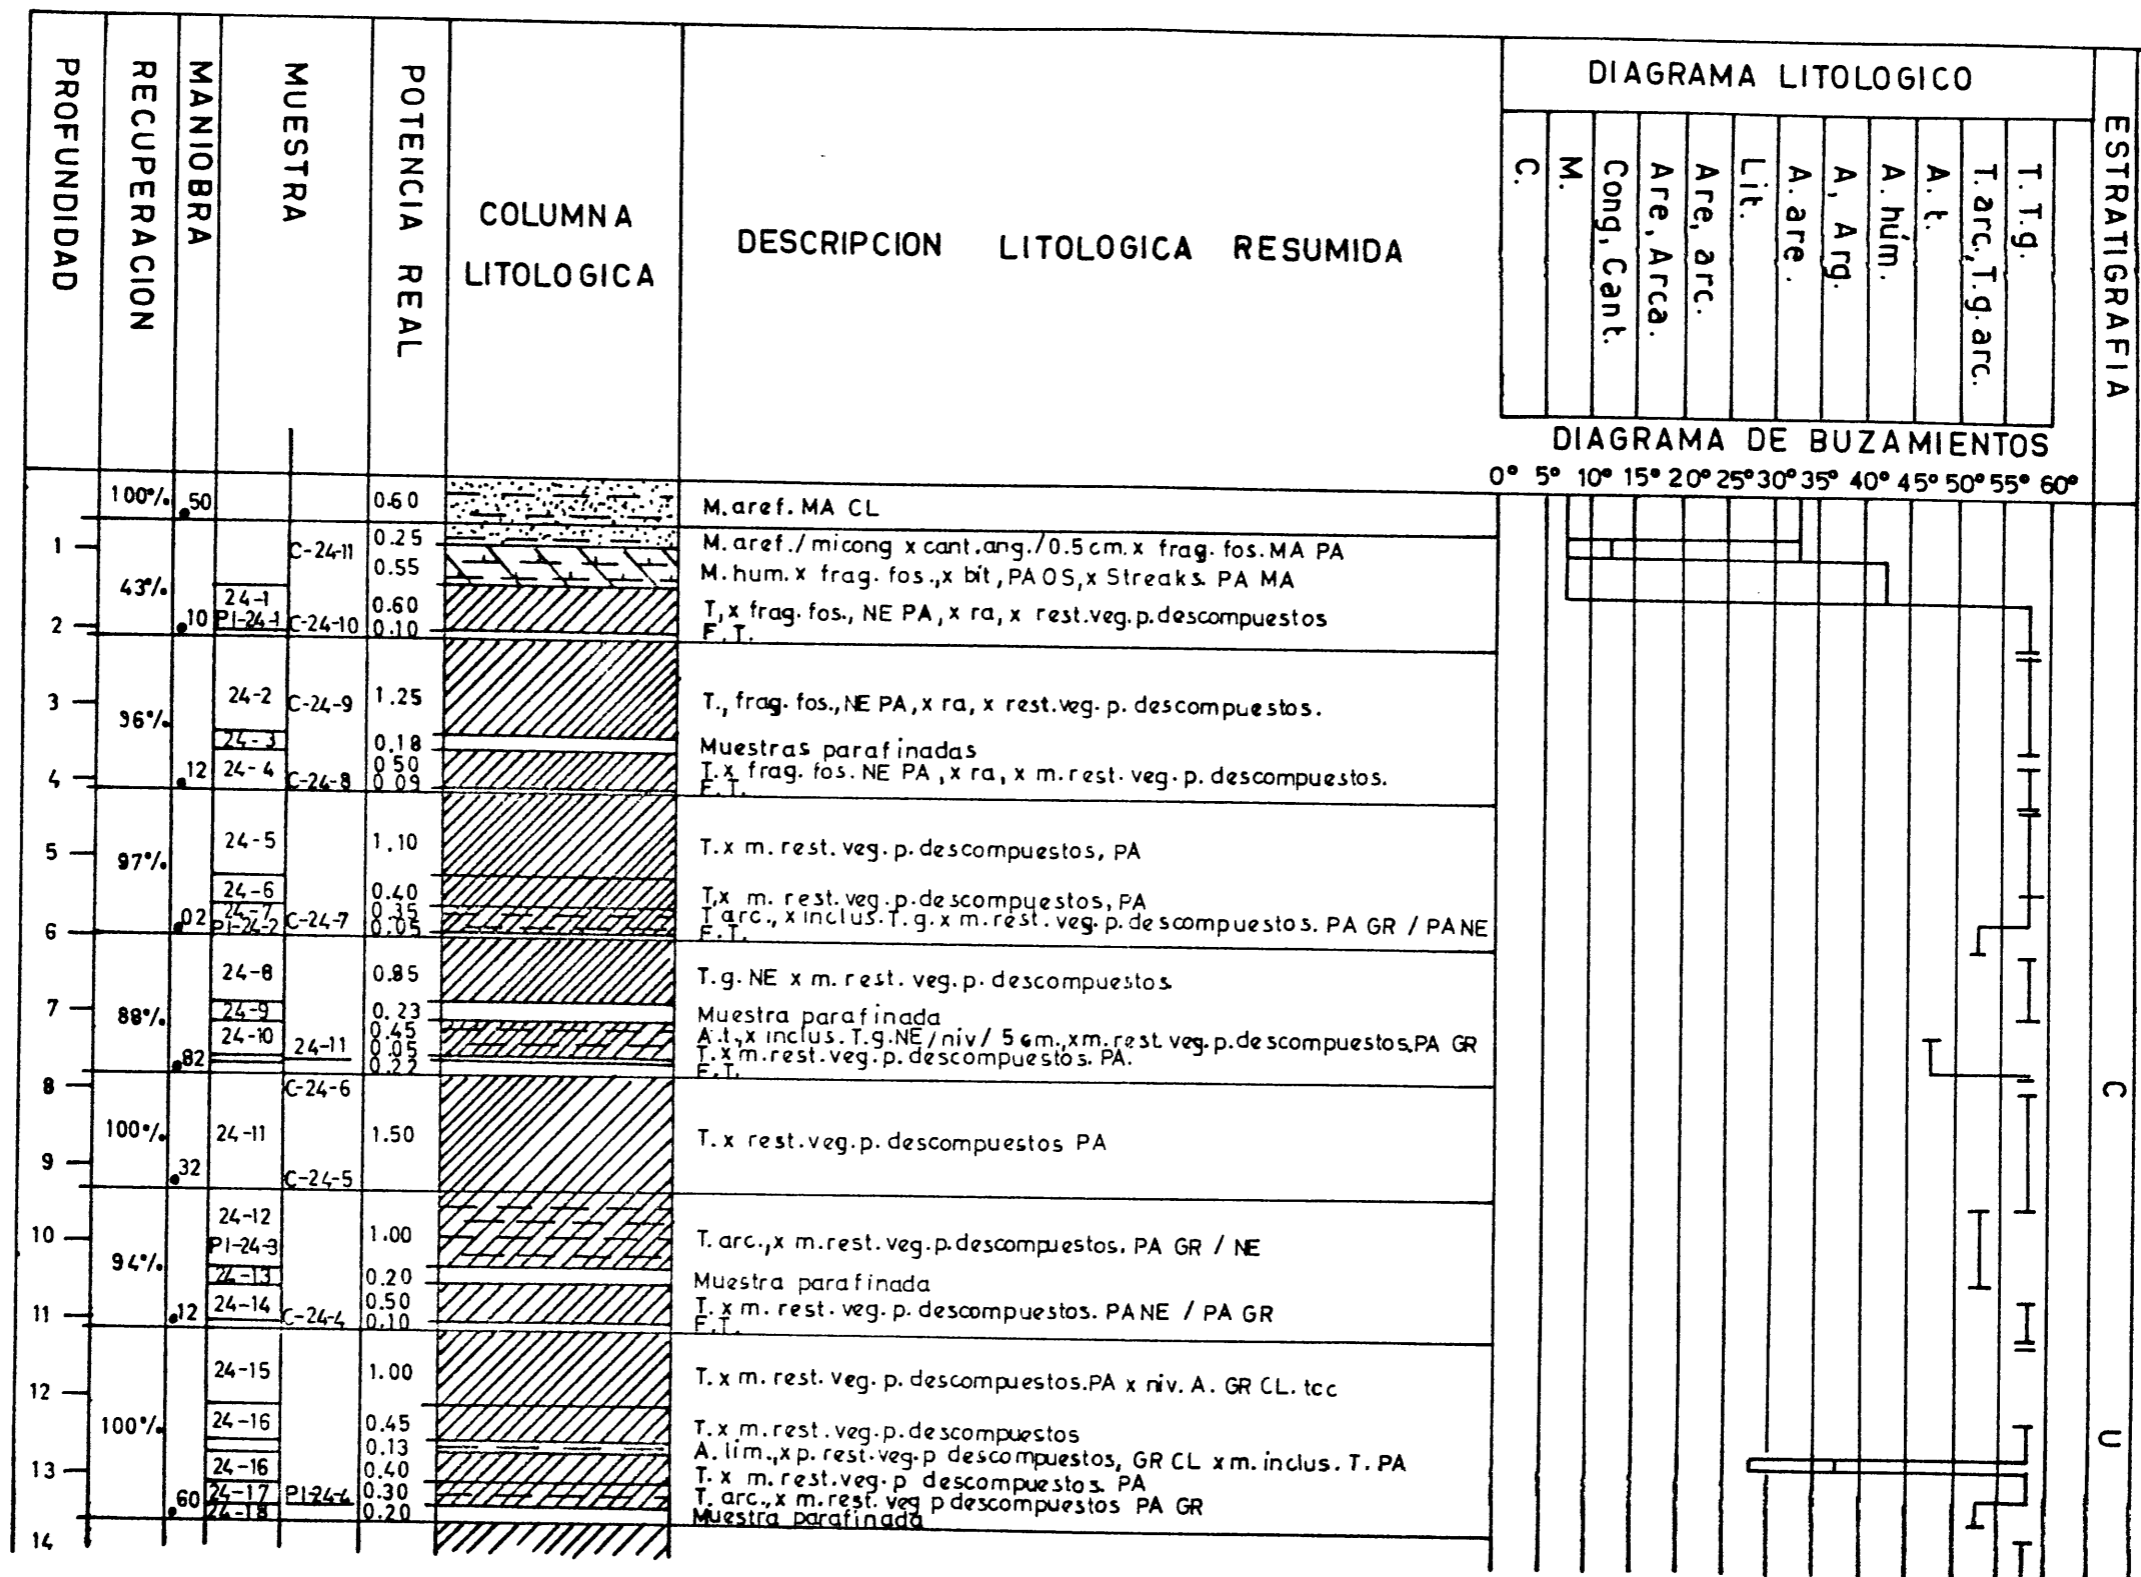 PROFUNDIDAD
RECUPERACION
MANIOBRA
MUESTRA
POTENCIA REAL
COLUMNA
LITOLOGICA
DESCRIPCION LITOLOGICA RESUMIDA
DIAGRAMA LITOLOGICO
C.
M.
Cong, Cant.
Are, Arca.
Are, arc.
Lit.
A. are.
A, Arg.
A. húm.
A. t.
T. arc, T.g. arc.
T. T.g.
ESTRATIGRAFIA
DIAGRAMA DE BUZAMIENTOS
0° 5° 10° 15° 20° 25° 30° 35° 40° 45° 50° 55° 60°
100% 50 0.60 M. aref. MA CL
1 C-24-11 0.25 M. aref./micong x cant.ang./0.5cm. x frag. fos. MA PA
43% 0.55 M. hum. x frag. fos., x bit, PA OS, x Streaks. PA MA
24-1 0.60 T, x frag. fos., NE PA, x ra, x rest.veg.p.descompuestos
2 10 PI-24-1 C-24-10 0.10 F.T.
3 96% 24-2 C-24-9 1.25 T., frag. fos., NE PA, x ra, x rest.veg. p. descompuestos.
24-3 0.18 Muestras parafinadas
24-4 0.50 T. x frag. fos. NE PA, x ra, x m. rest. veg. p. descompuestos.
4 12 C-24-8 0.09 F.T.
5 97% 24-5 1.10 T. x m. rest. veg. p. descompuestos, PA
24-6 0.40 T, x m. rest. veg. p. descompuestos, PA
24-7 0.35 T arc., x inclus. T. g. x m. rest. veg. p. descompuestos. PA GR / PA NE
6 02 PI-24-2 C-24-7 0.05 F.T.
24-8 0.85 T. g. NE x m. rest. veg. p. descompuestos
7 88% 24-9 0.23 Muestra parafinada
24-10 0.45 A.t., x inclus. T.g. NE/niv/ 5 cm., x m. rest veg. p. descompuestos. PA GR
24-11 0.05 T. x m. rest. veg. p. descompuestos. PA.
82 0.22 F.T.
8 C-24-6
100% 24-11 1.50 T. x rest. veg. p. descompuestos PA
9 32 C-24-5
24-12
10 PI-24-3 1.00 T. arc., x m. rest. veg. p. descompuestos. PA GR / NE
94% 24-13 0.20 Muestra parafinada
24-14 0.50 T. x m. rest. veg. p. descompuestos. PA NE / PA GR
11 12 C-24-4 0.10 F.T.
24-15 1.00 T. x m. rest. veg. p. descompuestos. PA x niv. A. GR CL. tcc
12
100% 24-16 0.45 T. x m. rest. veg. p. descompuestos
0.13 A. lim., x p. rest. veg. p descompuestos, GR CL x m. inclus. T. PA
13 24-16 0.40 T. x m. rest. veg. p descompuestos. PA
60 24-17 PI-24-4 0.30 T. arc., x m. rest. veg p descompuestos PA GR
24-18 0.20 Muestra parafinada
14
C
U